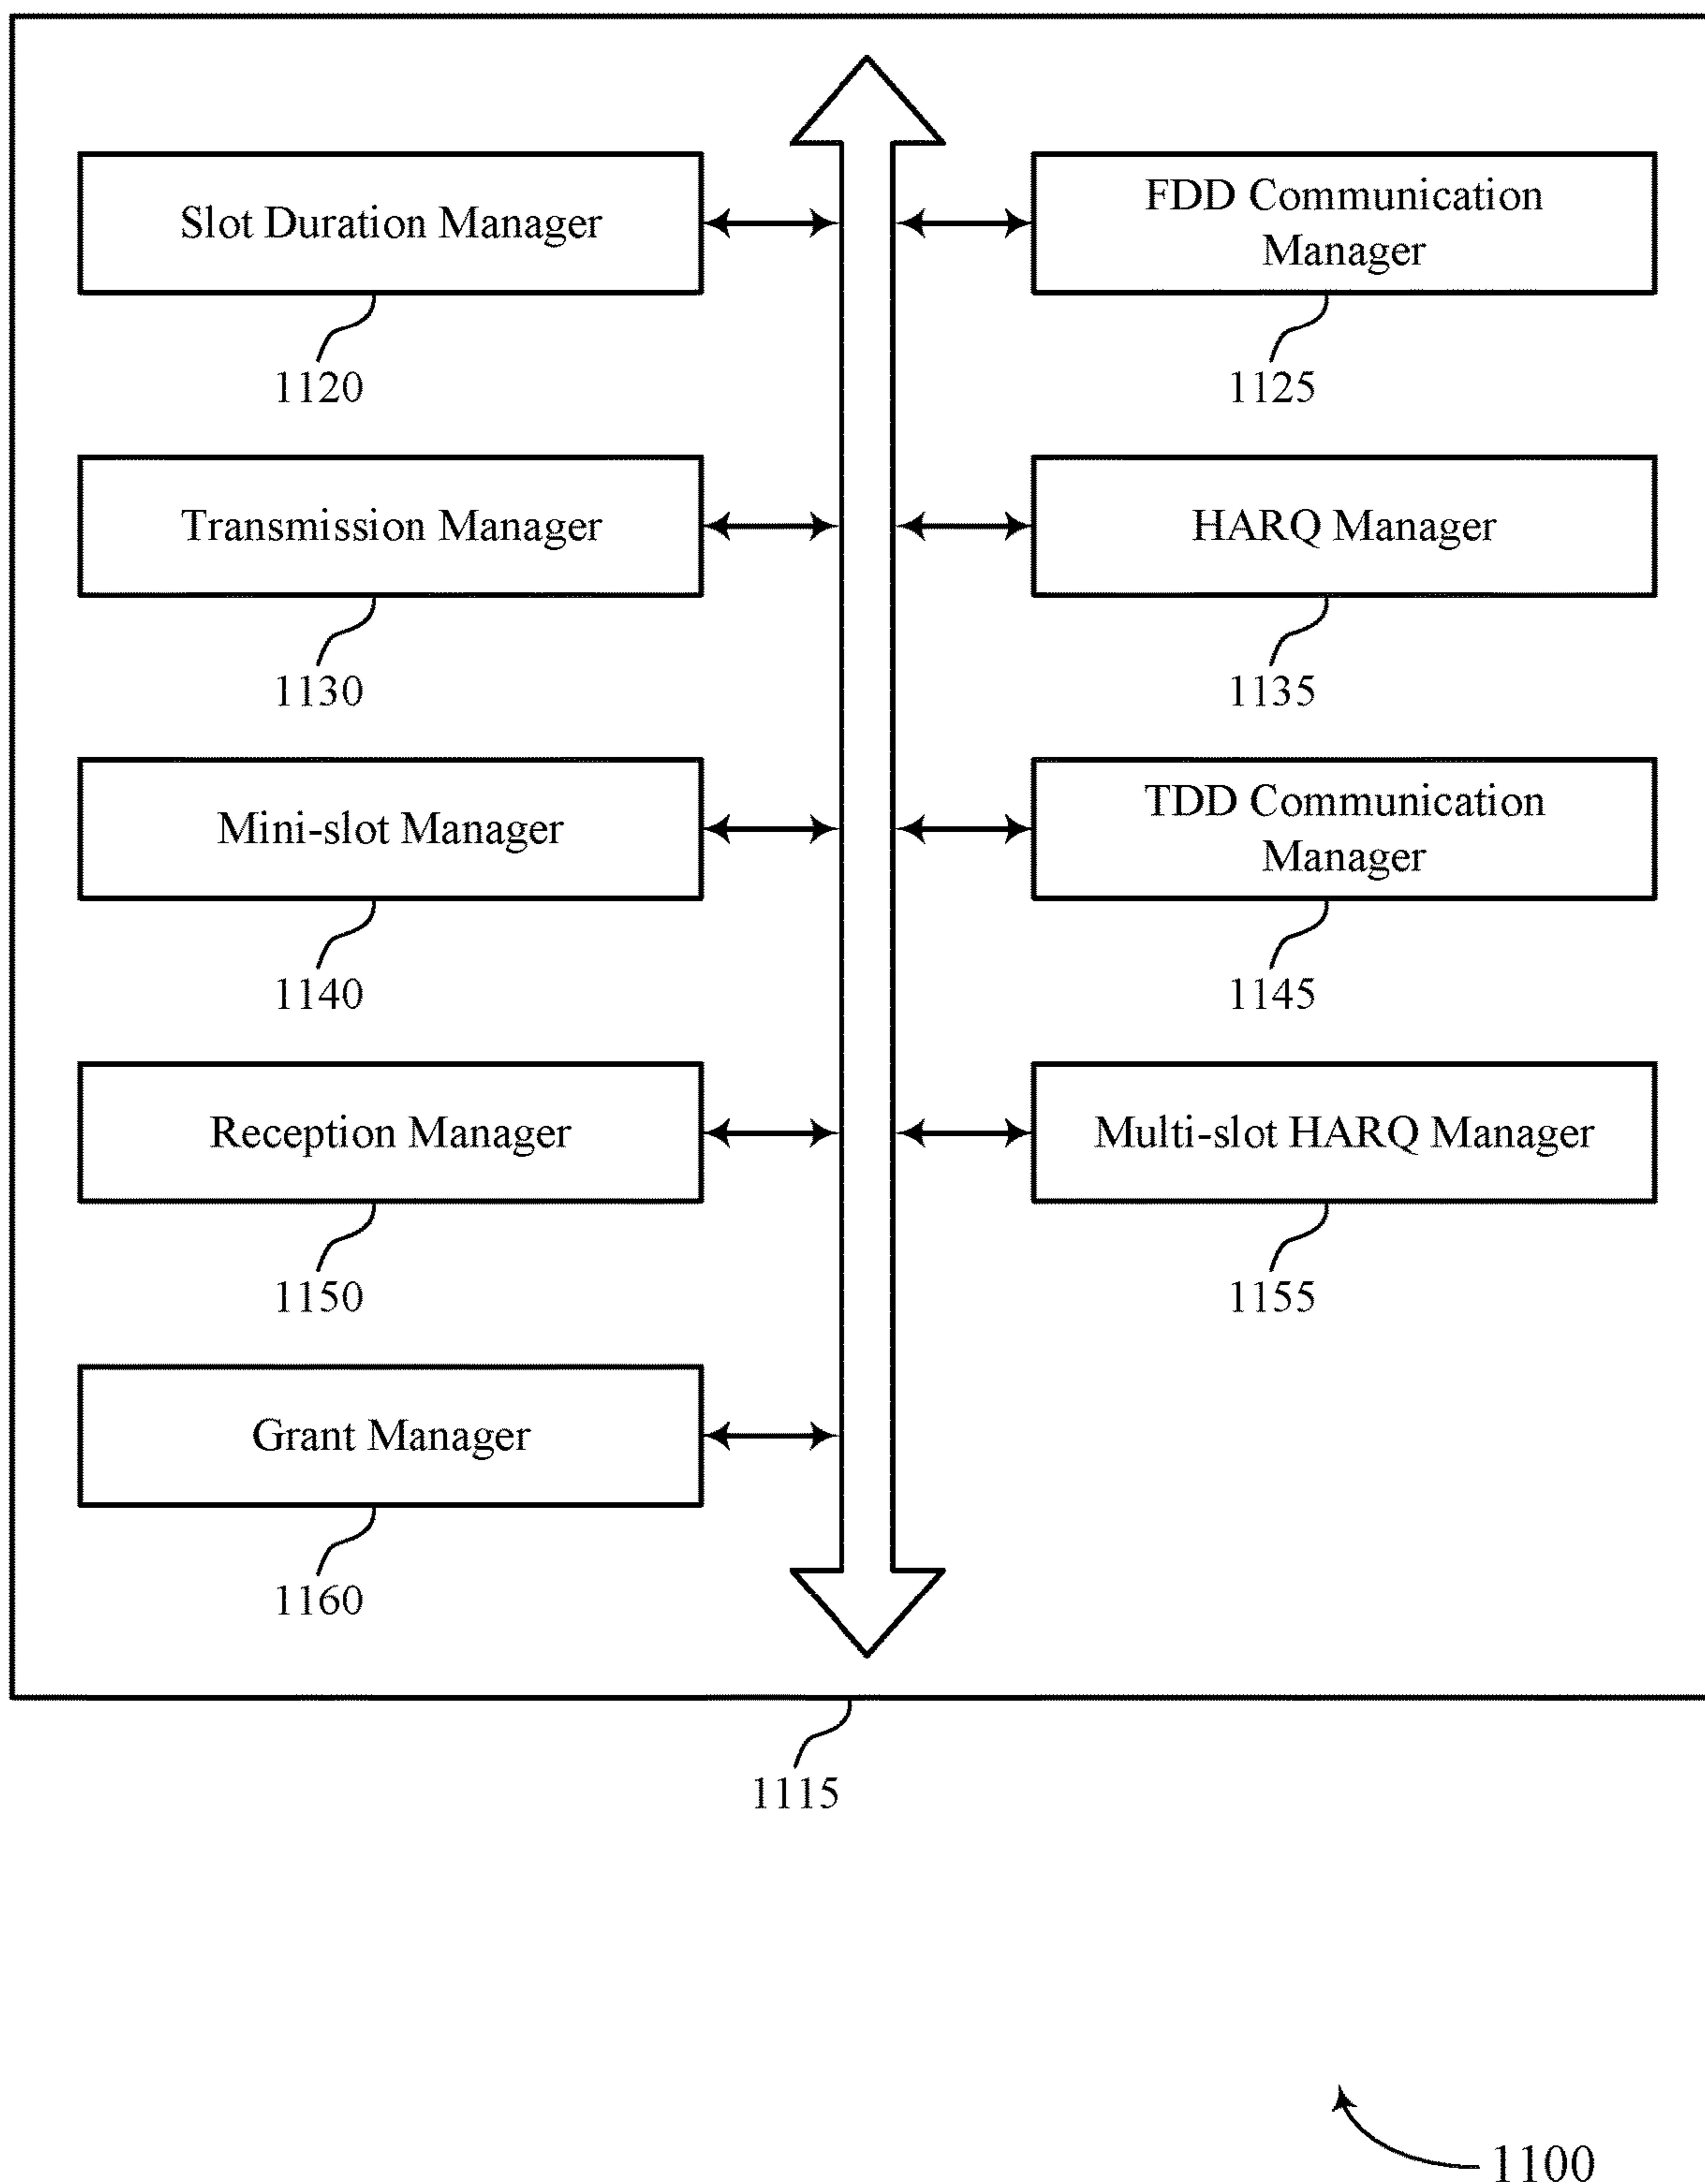 Slot Duration Manager
1120
FDD Communication
Manager
1125
Transmission Manager
1130
HARQ Manager
1135
Mini-slot Manager
1140
TDD Communication
Manager
1145
Reception Manager
1150
Multi-slot HARQ Manager
1155
Grant Manager
1160
1115
1100